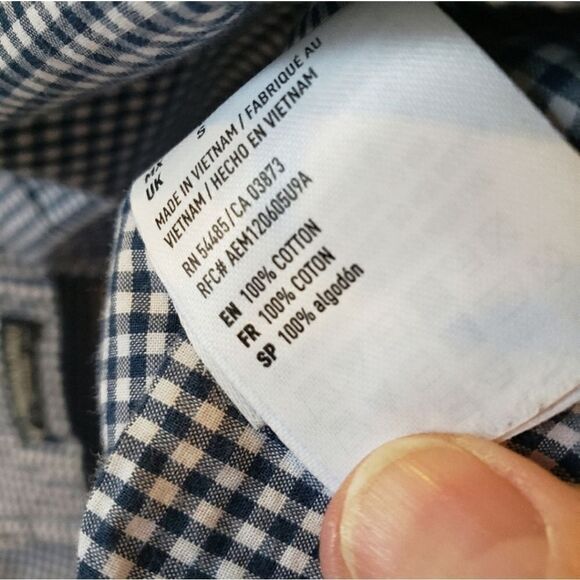 MX S
UK
MADE IN VIETNAM / FABRIQUÉ AU
VIETNAM / HECHO EN VIETNAM
RN 54485/CA 03873
RFC# AEM120605U9A
EN 100% COTTON
FR 100% COTON
SP 100% algodón